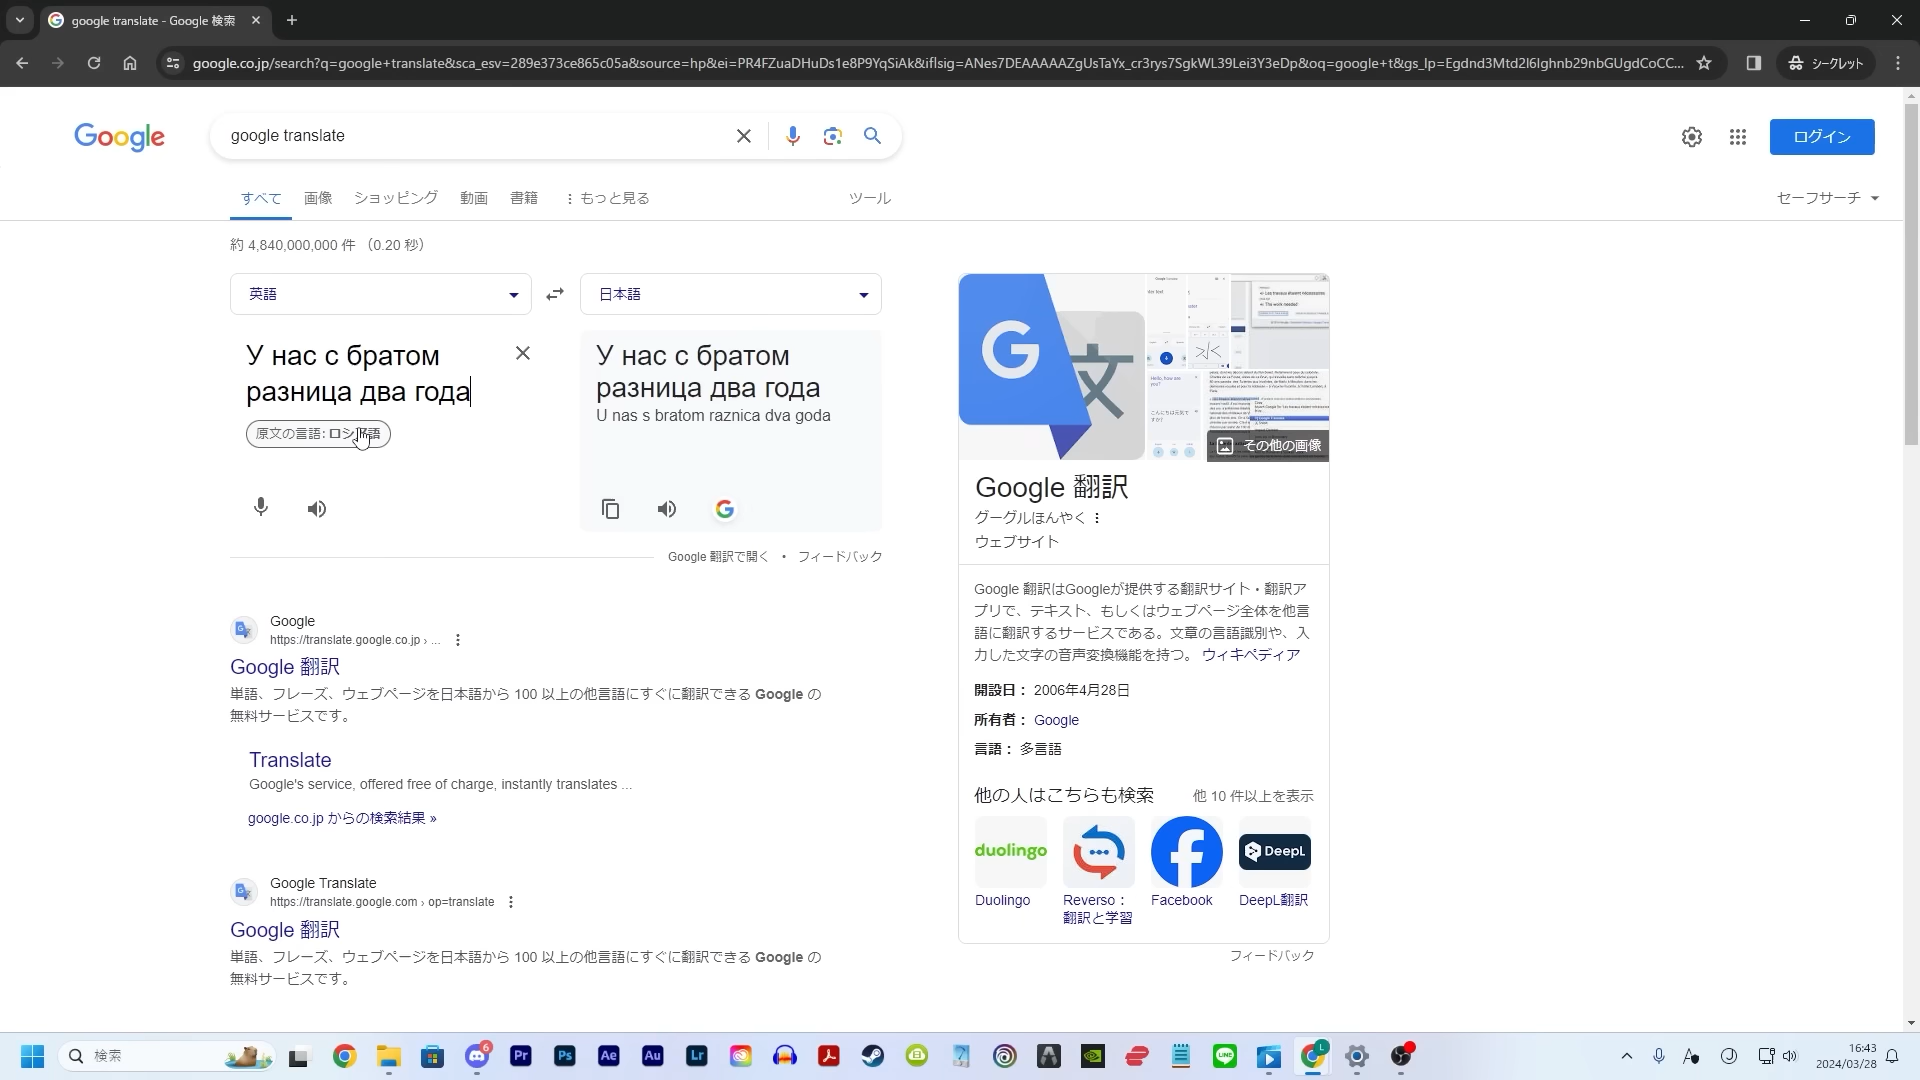 google translate - Google 検索
google.co.jp/search?q=google+translate&sca_esv=289e373ce865c05a&source=hp&ei=PR4FZuaDHuDs1e8P9YqSiAk&iflsig=ANes7DEAAAAAZgUsTaYx_cr3rys7SgkWL39Lei3Y3eDp&oq=google+t&gs_lp=Egdnd3Mtd2l6Ighnb29nbGUgdCoCC...
シークレット
Google
google translate
ログイン
すべて 画像 ショッピング 動画 書籍 もっと見る ツール
セーフサーチ
約 4,840,000,000 件 (0.20 秒)
英語
日本語
У нас с братом
разница два года
原文の言語: ロシア語
У нас с братом
разница два года
U nas s bratom raznica dva goda
Google 翻訳で開く • フィードバック
Google
https://translate.google.co.jp › ...
Google 翻訳
単語、フレーズ、ウェブページを日本語から 100 以上の他言語にすぐに翻訳できる Google の
無料サービスです。
Translate
Google's service, offered free of charge, instantly translates ...
google.co.jp からの検索結果 »
Google Translate
https://translate.google.com › op=translate
Google 翻訳
単語、フレーズ、ウェブページを日本語から 100 以上の他言語にすぐに翻訳できる Google の
無料サービスです。
その他の画像
Google 翻訳
グーグルほんやく
ウェブサイト
Google 翻訳はGoogleが提供する翻訳サイト・翻訳ア
プリで、テキスト、もしくはウェブページ全体を他言
語に翻訳するサービスである。文章の言語識別や、入
力した文字の音声変換機能を持つ。 ウィキペディア
開設日： 2006年4月28日
所有者： Google
言語： 多言語
他の人はこちらも検索
他 10 件以上を表示
duolingo
DeepL
Duolingo
Reverso：
翻訳と学習
Facebook
DeepL翻訳
フィードバック
検索
6
Pr
Ps
Ae
Au
Lr
LINE
L
16:43
2024/03/28